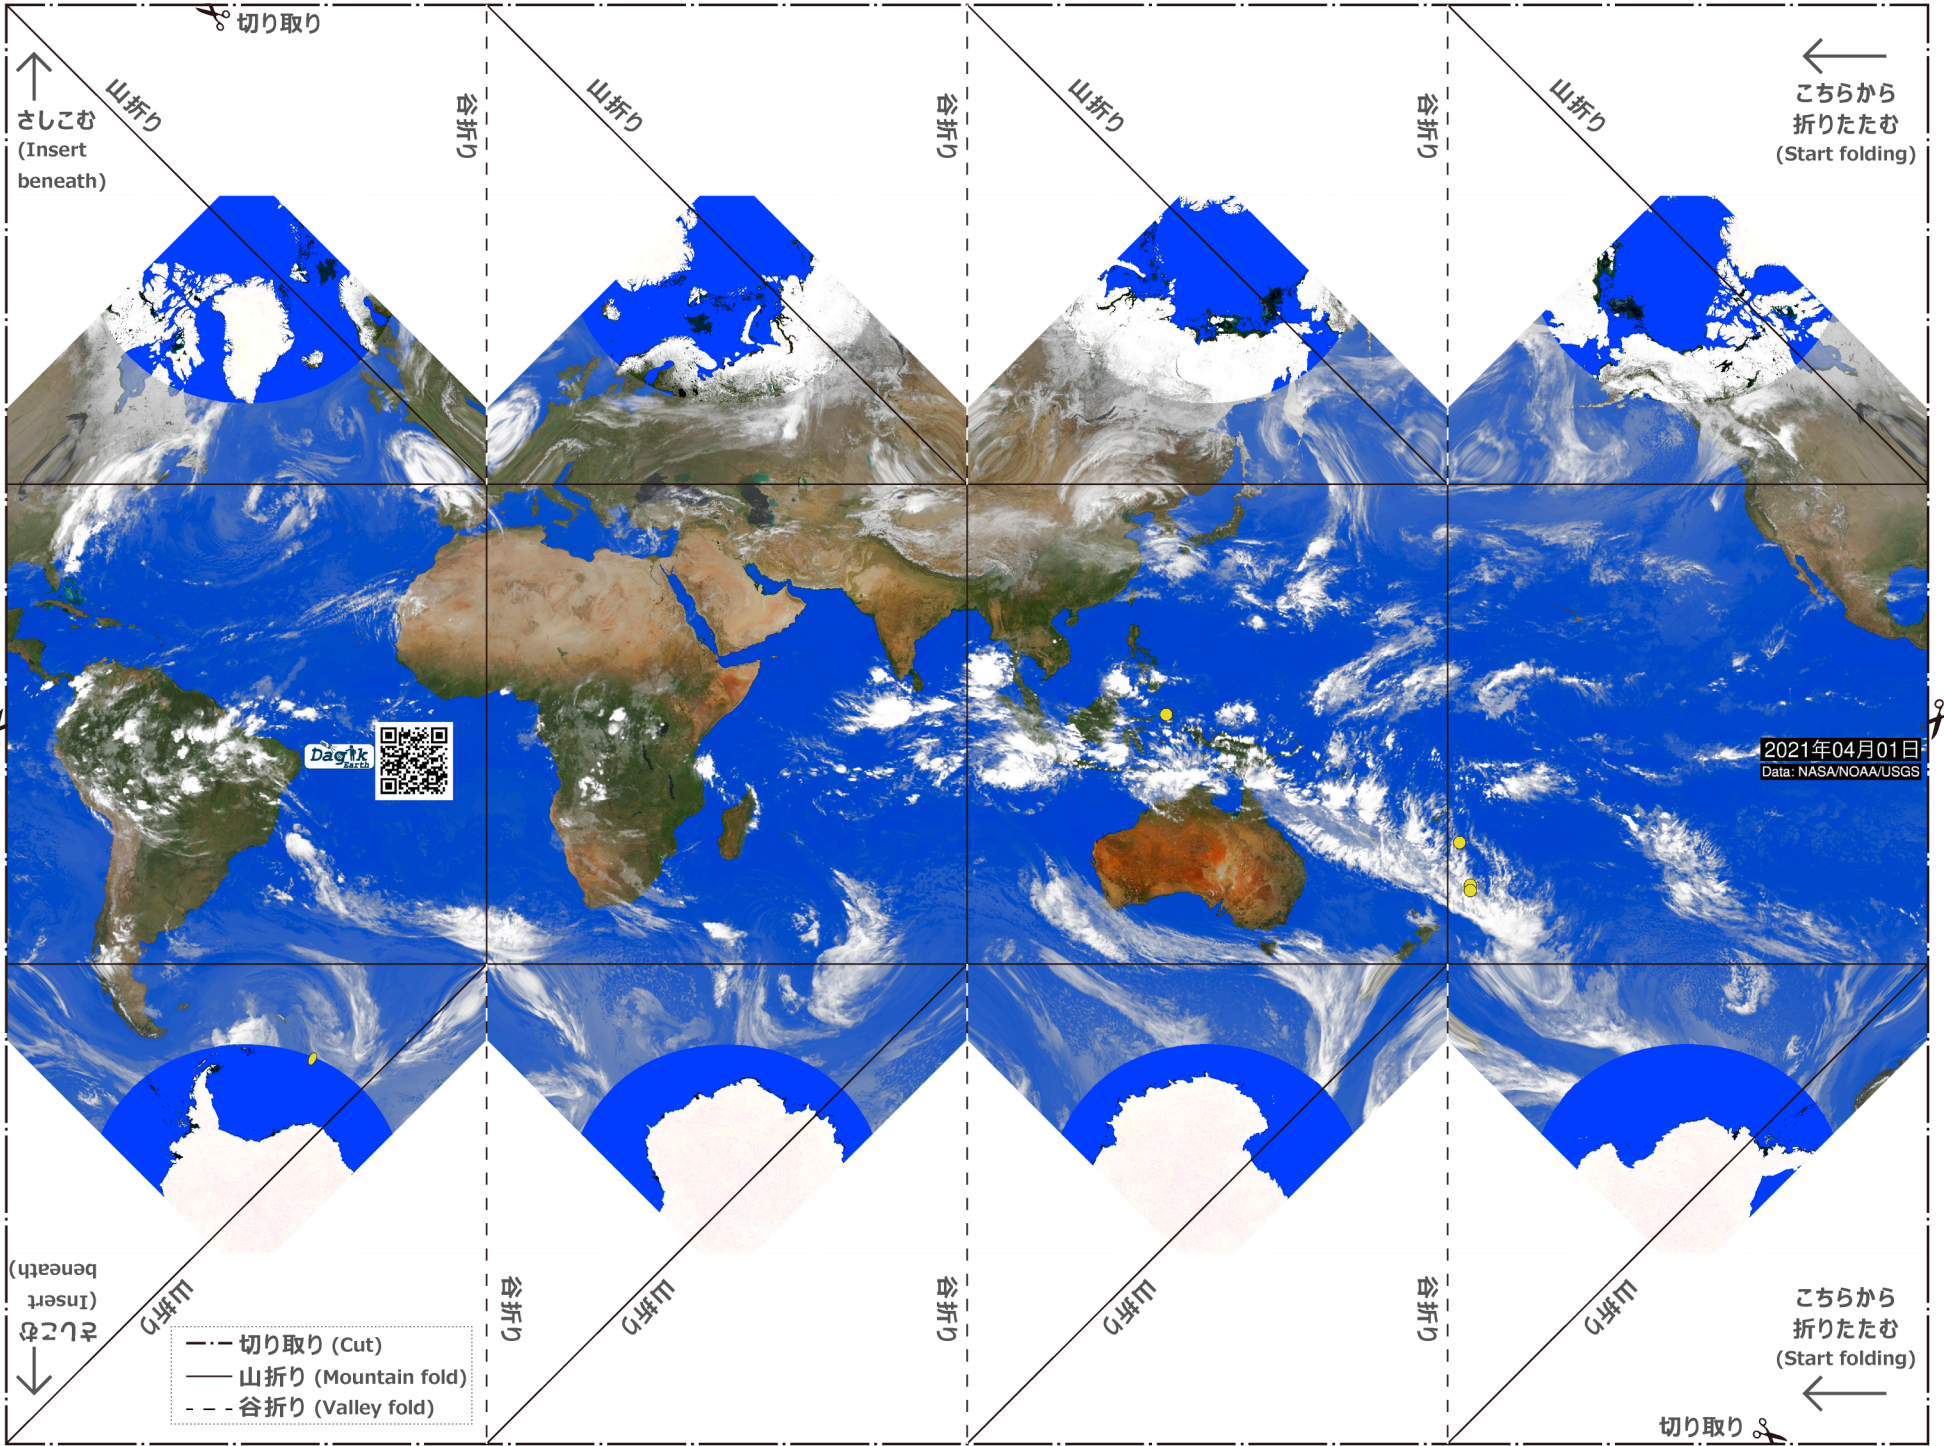 切り取り
山折り
谷折り
山折り
谷折り
山折り
谷折り
山折り
さしこむ
(Insert
beneath)
こちらから
折りたたむ
(Start folding)
Dagik
Earth
2021年04月01日
Data: NASA/NOAA/USGS
さしこむ
(Insert
beneath)
山折り
谷折り
山折り
谷折り
山折り
谷折り
山折り
切り取り (Cut)
山折り (Mountain fold)
谷折り (Valley fold)
こちらから
折りたたむ
(Start folding)
切り取り